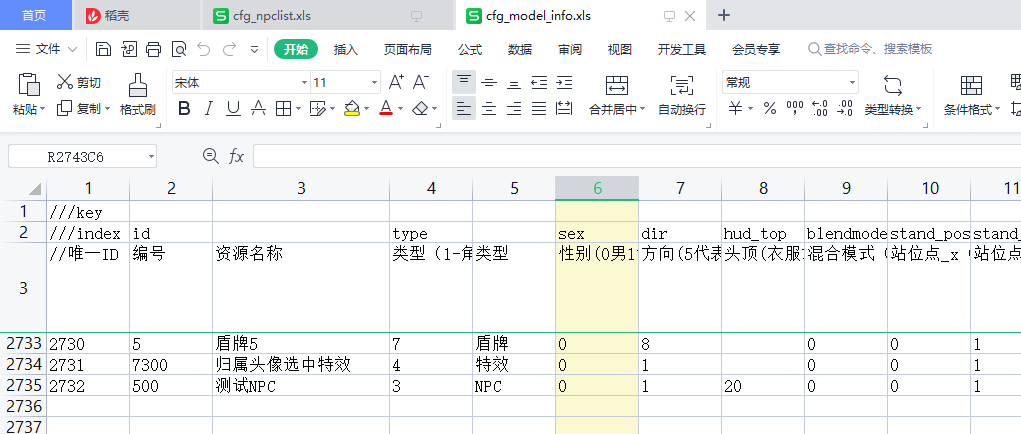 首页 稻壳 cfg_npclist.xls cfg_model_info.xls
文件 开始 插入 页面布局 公式 数据 审阅 视图 开发工具 会员专享 查找命令、搜索模板
粘贴 剪切 复制 格式刷 宋体 11 合并居中 自动换行 常规 类型转换 条件格式
R2743C6 fx
1 2 3 4 5 6 7 8 9 10 11
1 ///key
2 ///index id type sex dir hud_top blendmode stand_pos stand_
3 //唯一ID 编号 资源名称 类型（1-角 类型 性别(0男1 方向(5代表 头顶(衣服 混合模式（ 站位点_x 站位点
2733 2730 5 盾牌5 7 盾牌 0 8 0 0 1
2734 2731 7300 归属头像选中特效 4 特效 0 1 0 0 1
2735 2732 500 测试NPC 3 NPC 0 1 20 0 0 1
2736
2737